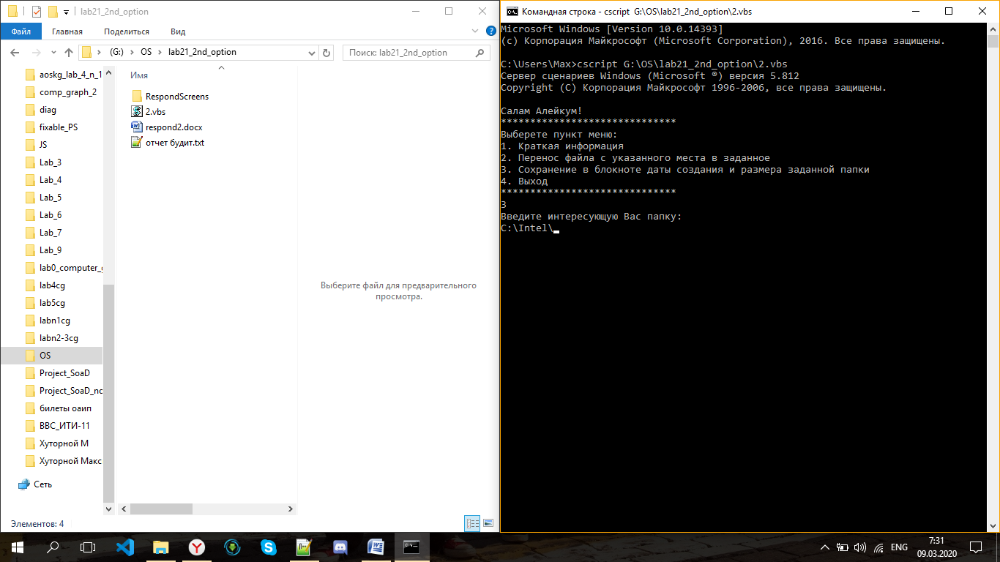 lab21_2nd_option
Файл Главная Поделиться Вид
(G:) OS lab21_2nd_option
Поиск: lab21_2nd_option
aoskg_lab_4_n_1
comp_graph_2
diag
fixable_PS
JS
Lab_3
Lab_4
Lab_5
Lab_6
Lab_7
Lab_9
lab0_computer_
lab4cg
lab5cg
labn1cg
labn2-3cg
OS
Project_SoaD
Project_SoaD_nc
билеты оаип
ВВС_ИТИ-11
Хуторной М
Хуторной Макс
Сеть
Имя
RespondScreens
2.vbs
respond2.docx
отчет будит.txt
Выберите файл для предварительного
просмотра.
Элементов: 4
Командная строка - cscript G:\OS\lab21_2nd_option\2.vbs
Microsoft Windows [Version 10.0.14393]
(c) Корпорация Майкрософт (Microsoft Corporation), 2016. Все права защищены.
C:\Users\Max>cscript G:\OS\lab21_2nd_option\2.vbs
Сервер сценариев Windows (Microsoft ®) версия 5.812
Copyright (C) Корпорация Майкрософт 1996-2006, все права защищены.
Салам Алейкум!
******************************
Выберете пункт меню:
1. Краткая информация
2. Перенос файла с указанного места в заданное
3. Сохранение в блокноте даты создания и размера заданной папки
4. Выход
******************************
3
Введите интересующую Вас папку:
C:\Intel\
ENG
7:31
09.03.2020